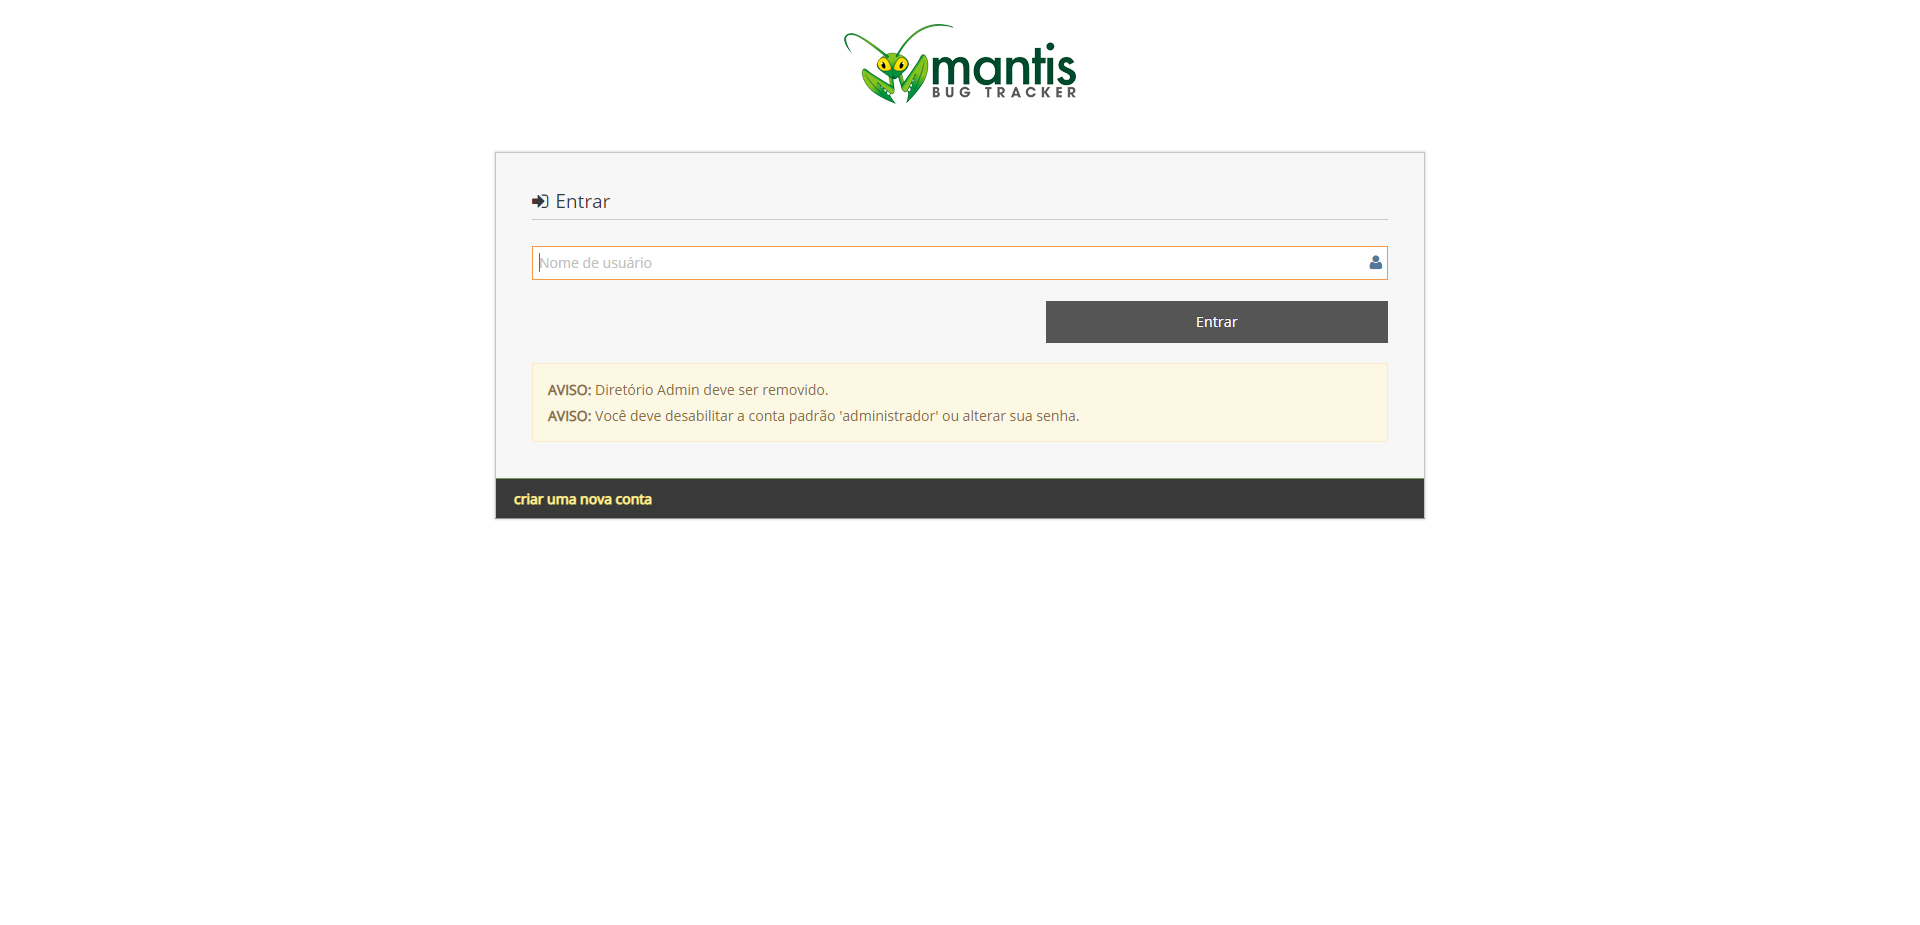 mantis
BUG TRACKER
Entrar
Nome de usuário
Entrar
AVISO: Diretório Admin deve ser removido.
AVISO: Você deve desabilitar a conta padrão 'administrador' ou alterar sua senha.
criar uma nova conta